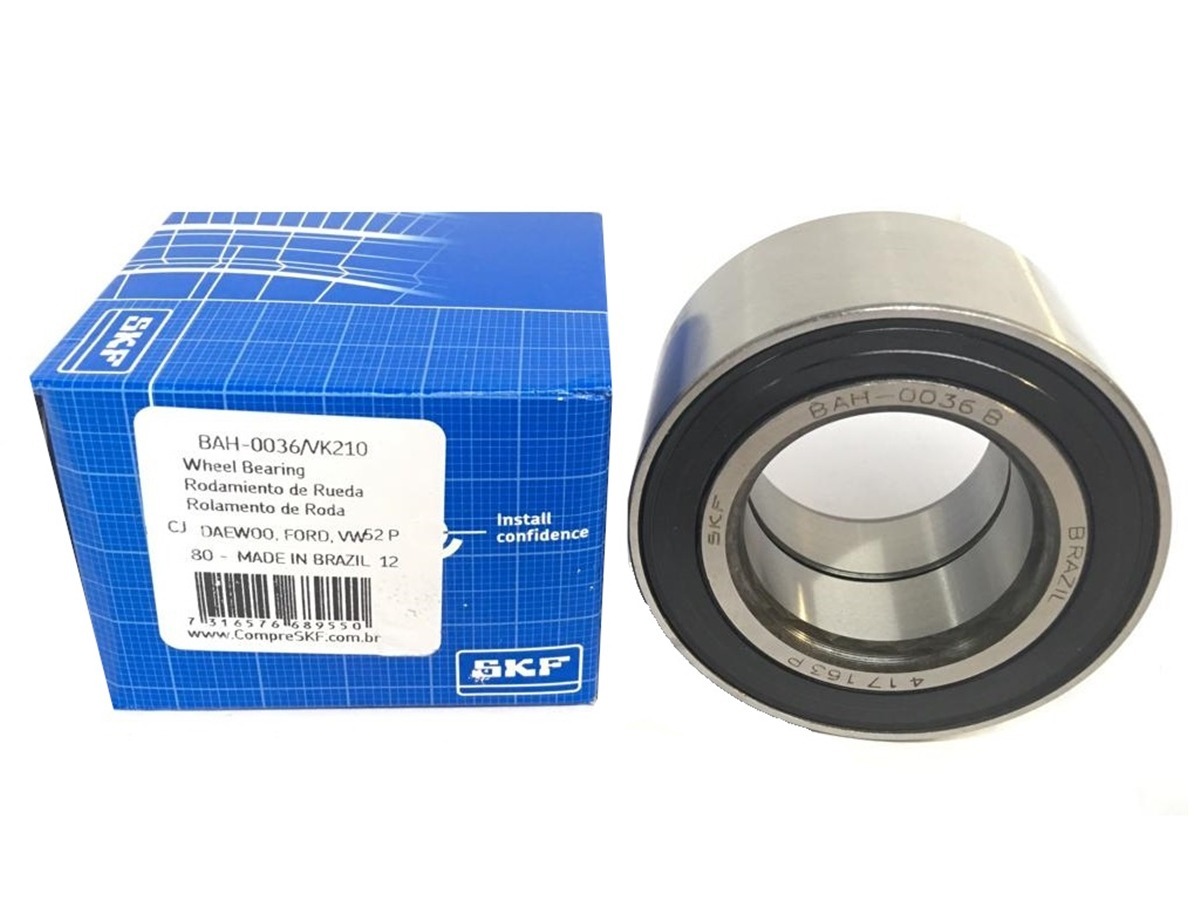 SKF
BAH-0036/VK210
Wheel Bearing
Rodamiento de Rueda
Rolamento de Roda
CJ DAEWOO, FORD, VW52 P
80 - MADE IN BRAZIL 12
7 316576 689550
www.CompreSKF.com.br
Install
confidence
SKF
BAH-0036 B
SKF
BRAZIL
417163P